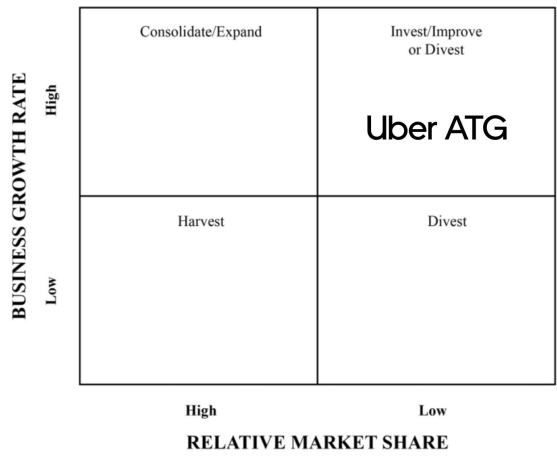 Consolidate/Expand
Invest/Improve
or Divest
Uber ATG
Harvest
Divest
BUSINESS GROWTH RATE
High
Low
High
Low
RELATIVE MARKET SHARE